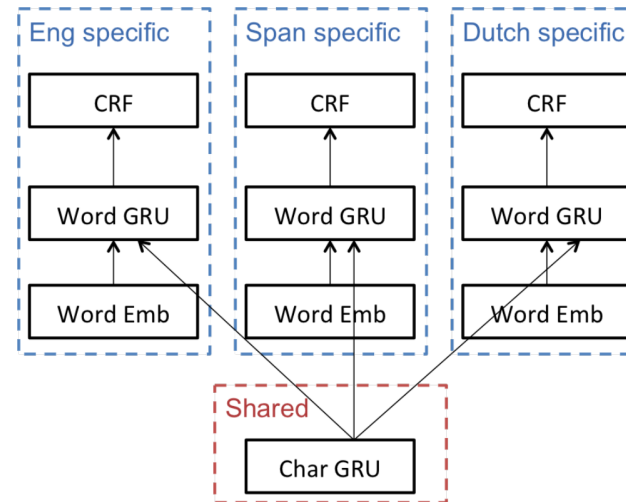 Eng specific
Span specific
Dutch specific
CRF
CRF
CRF
Word GRU
Word GRU
Word GRU
Word Emb
Word Emb
Word Emb
Shared
Char GRU